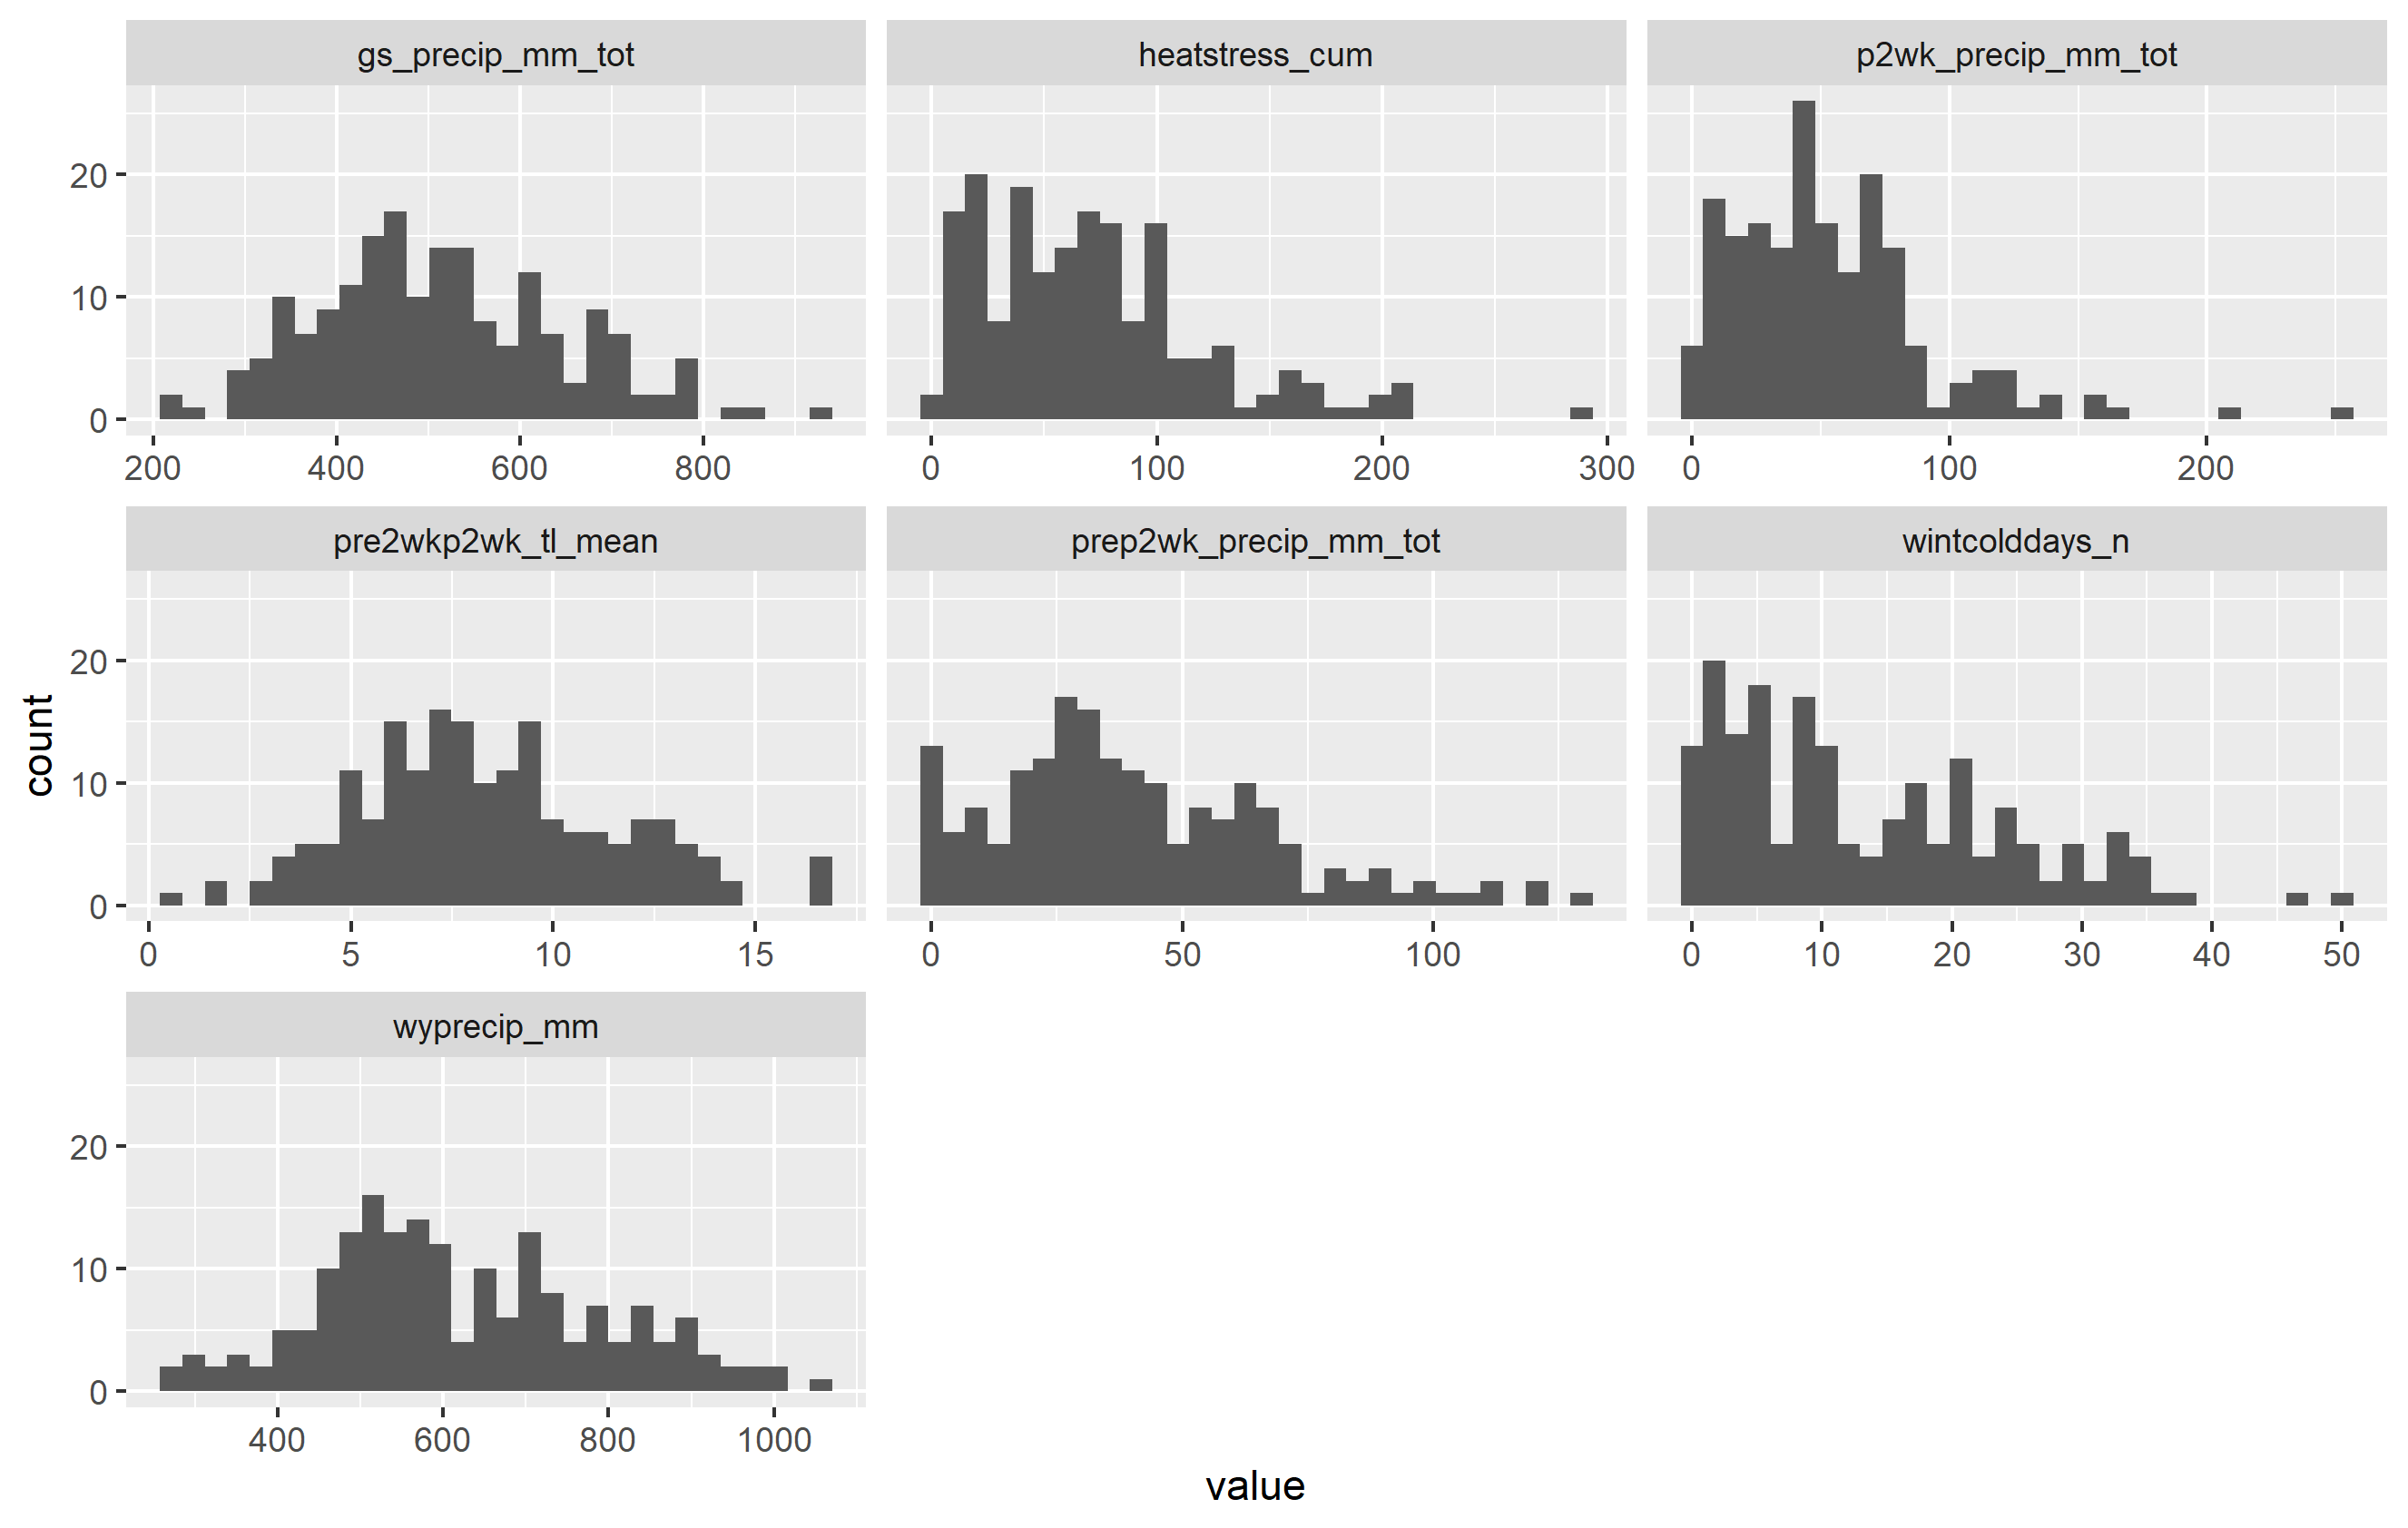 gs_precip_mm_tot heatstress_cum p2wk_precip_mm_tot
20
10
0
200 400 600 800 0 100 200 300 0 100 200
pre2wkp2wk_tl_mean prep2wk_precip_mm_tot wintcolddays_n
20
10
0
0 5 10 15 0 50 100 0 10 20 30 40 50
count
wyprecip_mm
20
10
0
400 600 800 1000
value